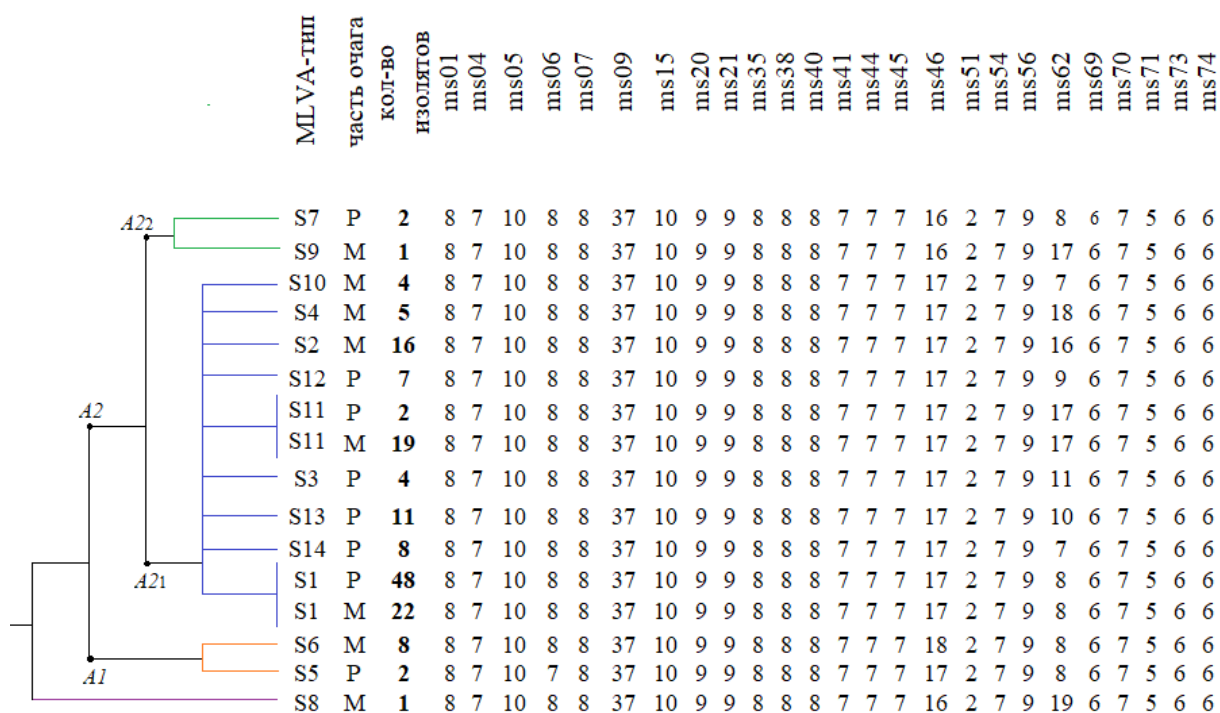 MLVA-тип часть очага кол-во изолятов ms01 ms04 ms05 ms06 ms07 ms09 ms15 ms20 ms21 ms35 ms38 ms40 ms41 ms44 ms45 ms46 ms51 ms54 ms56 ms62 ms69 ms70 ms71 ms73 ms74
S7 P 2 8 7 10 8 8 37 10 9 9 8 8 8 7 7 7 16 2 7 9 8 6 7 5 6 6
A22
S9 M 1 8 7 10 8 8 37 10 9 9 8 8 8 7 7 7 16 2 7 9 17 6 7 5 6 6
S10 M 4 8 7 10 8 8 37 10 9 9 8 8 8 7 7 7 17 2 7 9 7 6 7 5 6 6
S4 M 5 8 7 10 8 8 37 10 9 9 8 8 8 7 7 7 17 2 7 9 18 6 7 5 6 6
S2 M 16 8 7 10 8 8 37 10 9 9 8 8 8 7 7 7 17 2 7 9 16 6 7 5 6 6
S12 P 7 8 7 10 8 8 37 10 9 9 8 8 8 7 7 7 17 2 7 9 9 6 7 5 6 6
A2
S11 P 2 8 7 10 8 8 37 10 9 9 8 8 8 7 7 7 17 2 7 9 17 6 7 5 6 6
S11 M 19 8 7 10 8 8 37 10 9 9 8 8 8 7 7 7 17 2 7 9 17 6 7 5 6 6
S3 P 4 8 7 10 8 8 37 10 9 9 8 8 8 7 7 7 17 2 7 9 11 6 7 5 6 6
S13 P 11 8 7 10 8 8 37 10 9 9 8 8 8 7 7 7 17 2 7 9 10 6 7 5 6 6
S14 P 8 8 7 10 8 8 37 10 9 9 8 8 8 7 7 7 17 2 7 9 7 6 7 5 6 6
A21
S1 P 48 8 7 10 8 8 37 10 9 9 8 8 8 7 7 7 17 2 7 9 8 6 7 5 6 6
S1 M 22 8 7 10 8 8 37 10 9 9 8 8 8 7 7 7 17 2 7 9 8 6 7 5 6 6
S6 M 8 8 7 10 8 8 37 10 9 9 8 8 8 7 7 7 18 2 7 9 8 6 7 5 6 6
A1
S5 P 2 8 7 10 7 8 37 10 9 9 8 8 8 7 7 7 17 2 7 9 8 6 7 5 6 6
S8 M 1 8 7 10 8 8 37 10 9 9 8 8 8 7 7 7 16 2 7 9 19 6 7 5 6 6